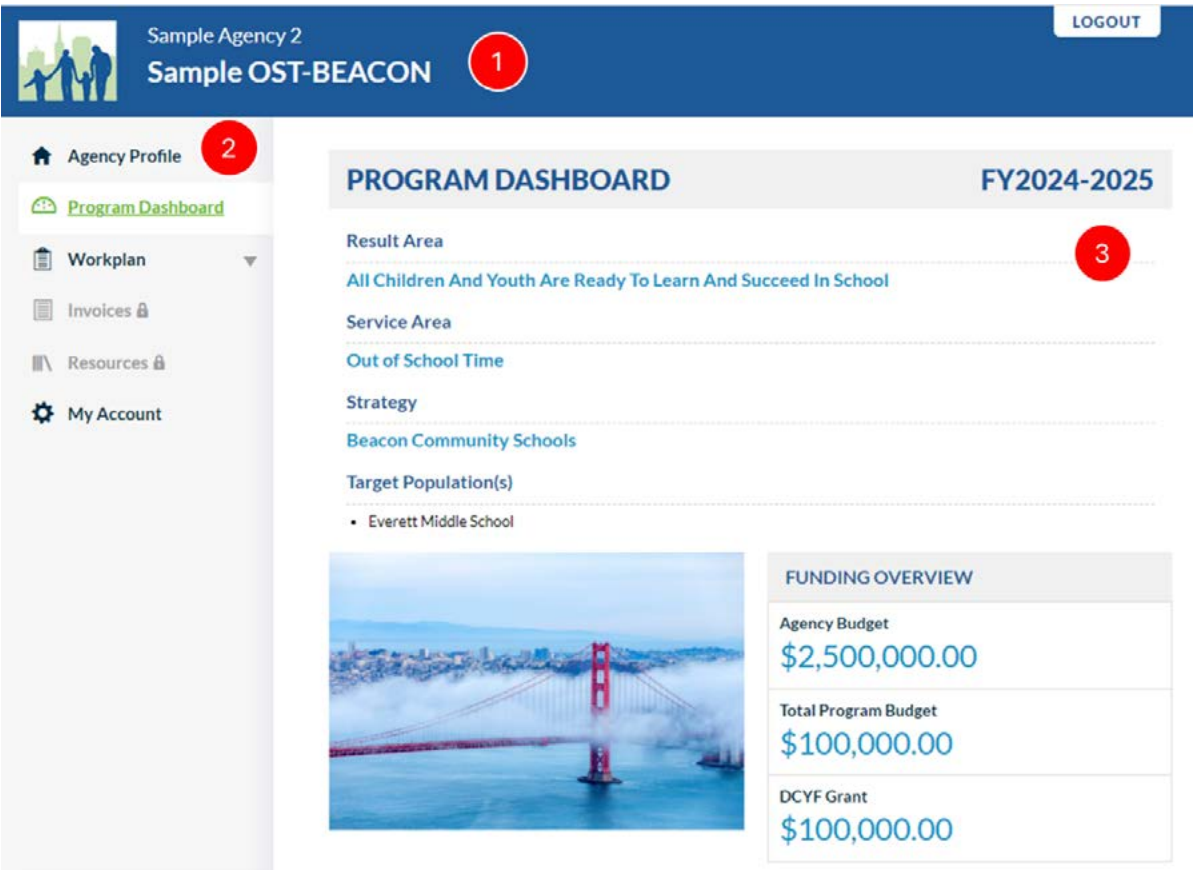 LOGOUT
Sample Agency 2
Sample OST-BEACON
1
Agency Profile
2
Program Dashboard
Workplan
Invoices
Resources
My Account
PROGRAM DASHBOARD
FY2024-2025
Result Area
3
All Children And Youth Are Ready To Learn And Succeed In School
Service Area
Out of School Time
Strategy
Beacon Community Schools
Target Population(s)
• Everett Middle School
FUNDING OVERVIEW
Agency Budget
$2,500,000.00
Total Program Budget
$100,000.00
DCYF Grant
$100,000.00